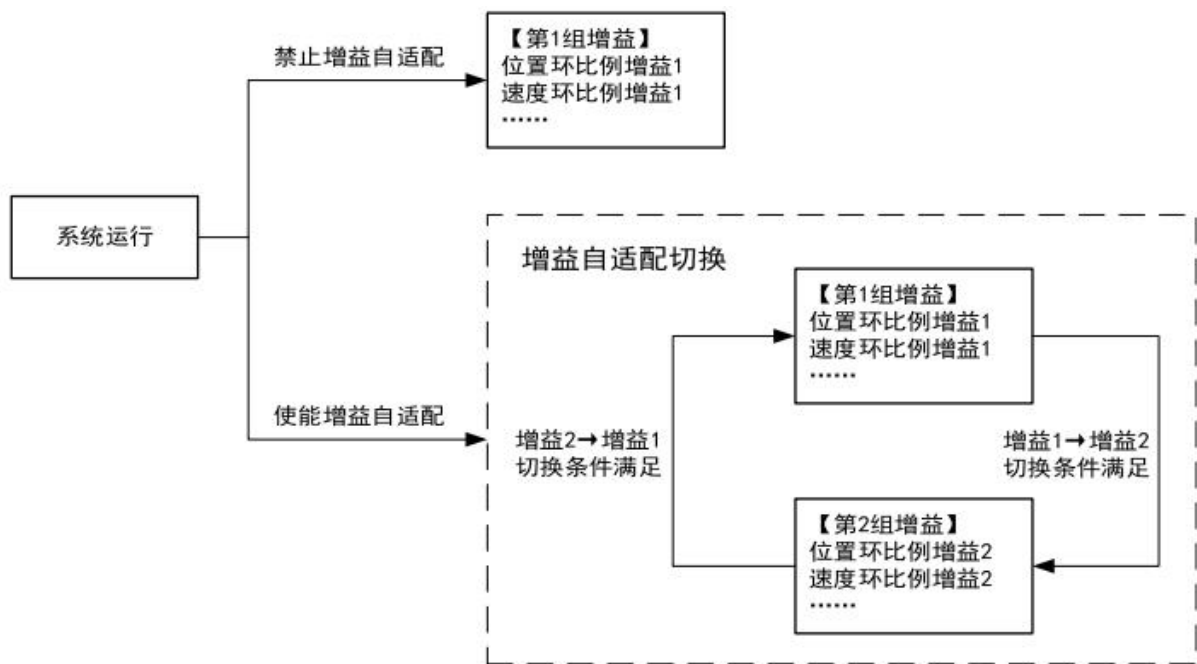 禁止增益自适配
【第1组增益】
位置环比例增益1
速度环比例增益1
……
系统运行
使能增益自适配
增益自适配切换
【第1组增益】
位置环比例增益1
速度环比例增益1
……
增益2→增益1
切换条件满足
增益1→增益2
切换条件满足
【第2组增益】
位置环比例增益2
速度环比例增益2
……